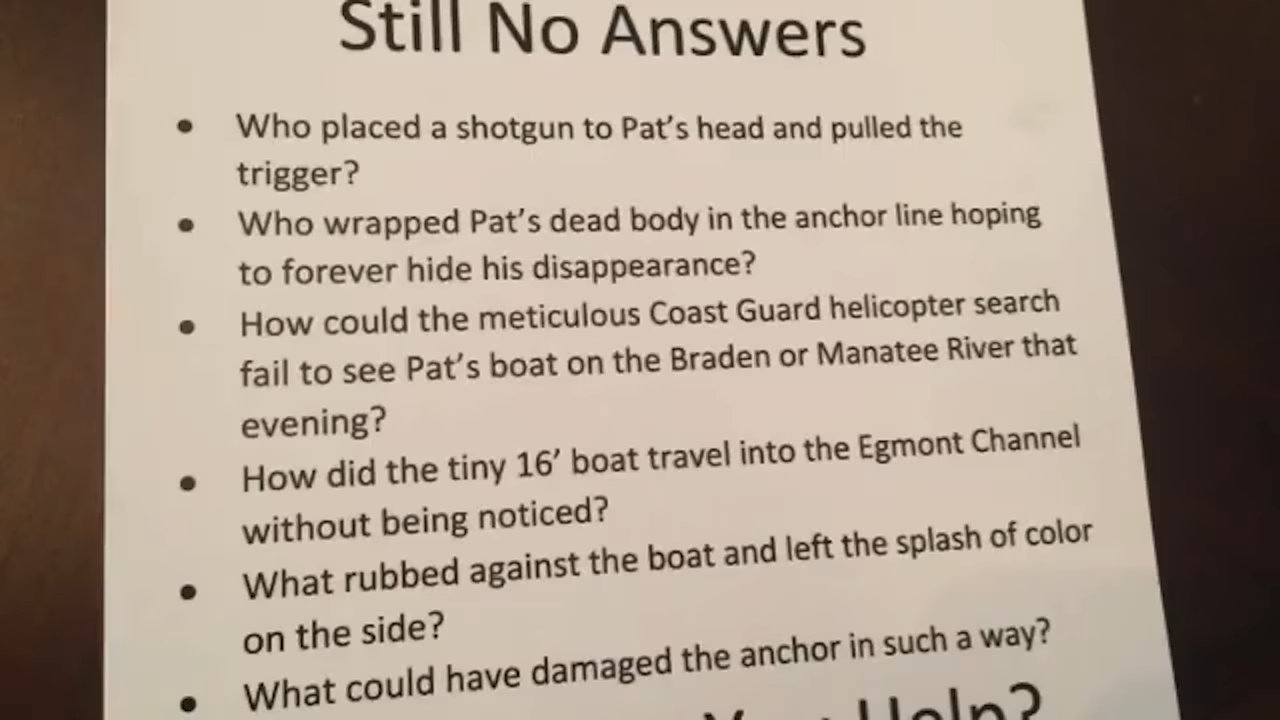 Still No Answers
• Who placed a shotgun to Pat's head and pulled the
trigger?
• Who wrapped Pat's dead body in the anchor line hoping
to forever hide his disappearance?
• How could the meticulous Coast Guard helicopter search
fail to see Pat's boat on the Braden or Manatee River that
evening?
• How did the tiny 16' boat travel into the Egmont Channel
without being noticed?
• What rubbed against the boat and left the splash of color
on the side?
• What could have damaged the anchor in such a way?
Help?